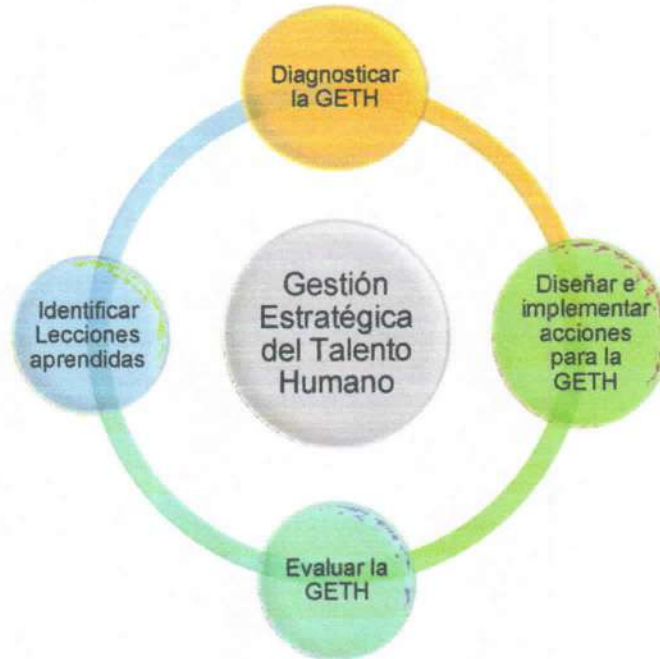 Diagnosticar
la GETH
Gestión
Estratégica
del Talento
Humano
Diseñar e
implementar
acciones
para la
GETH
Identificar
Lecciones
aprendidas
Evaluar la
GETH